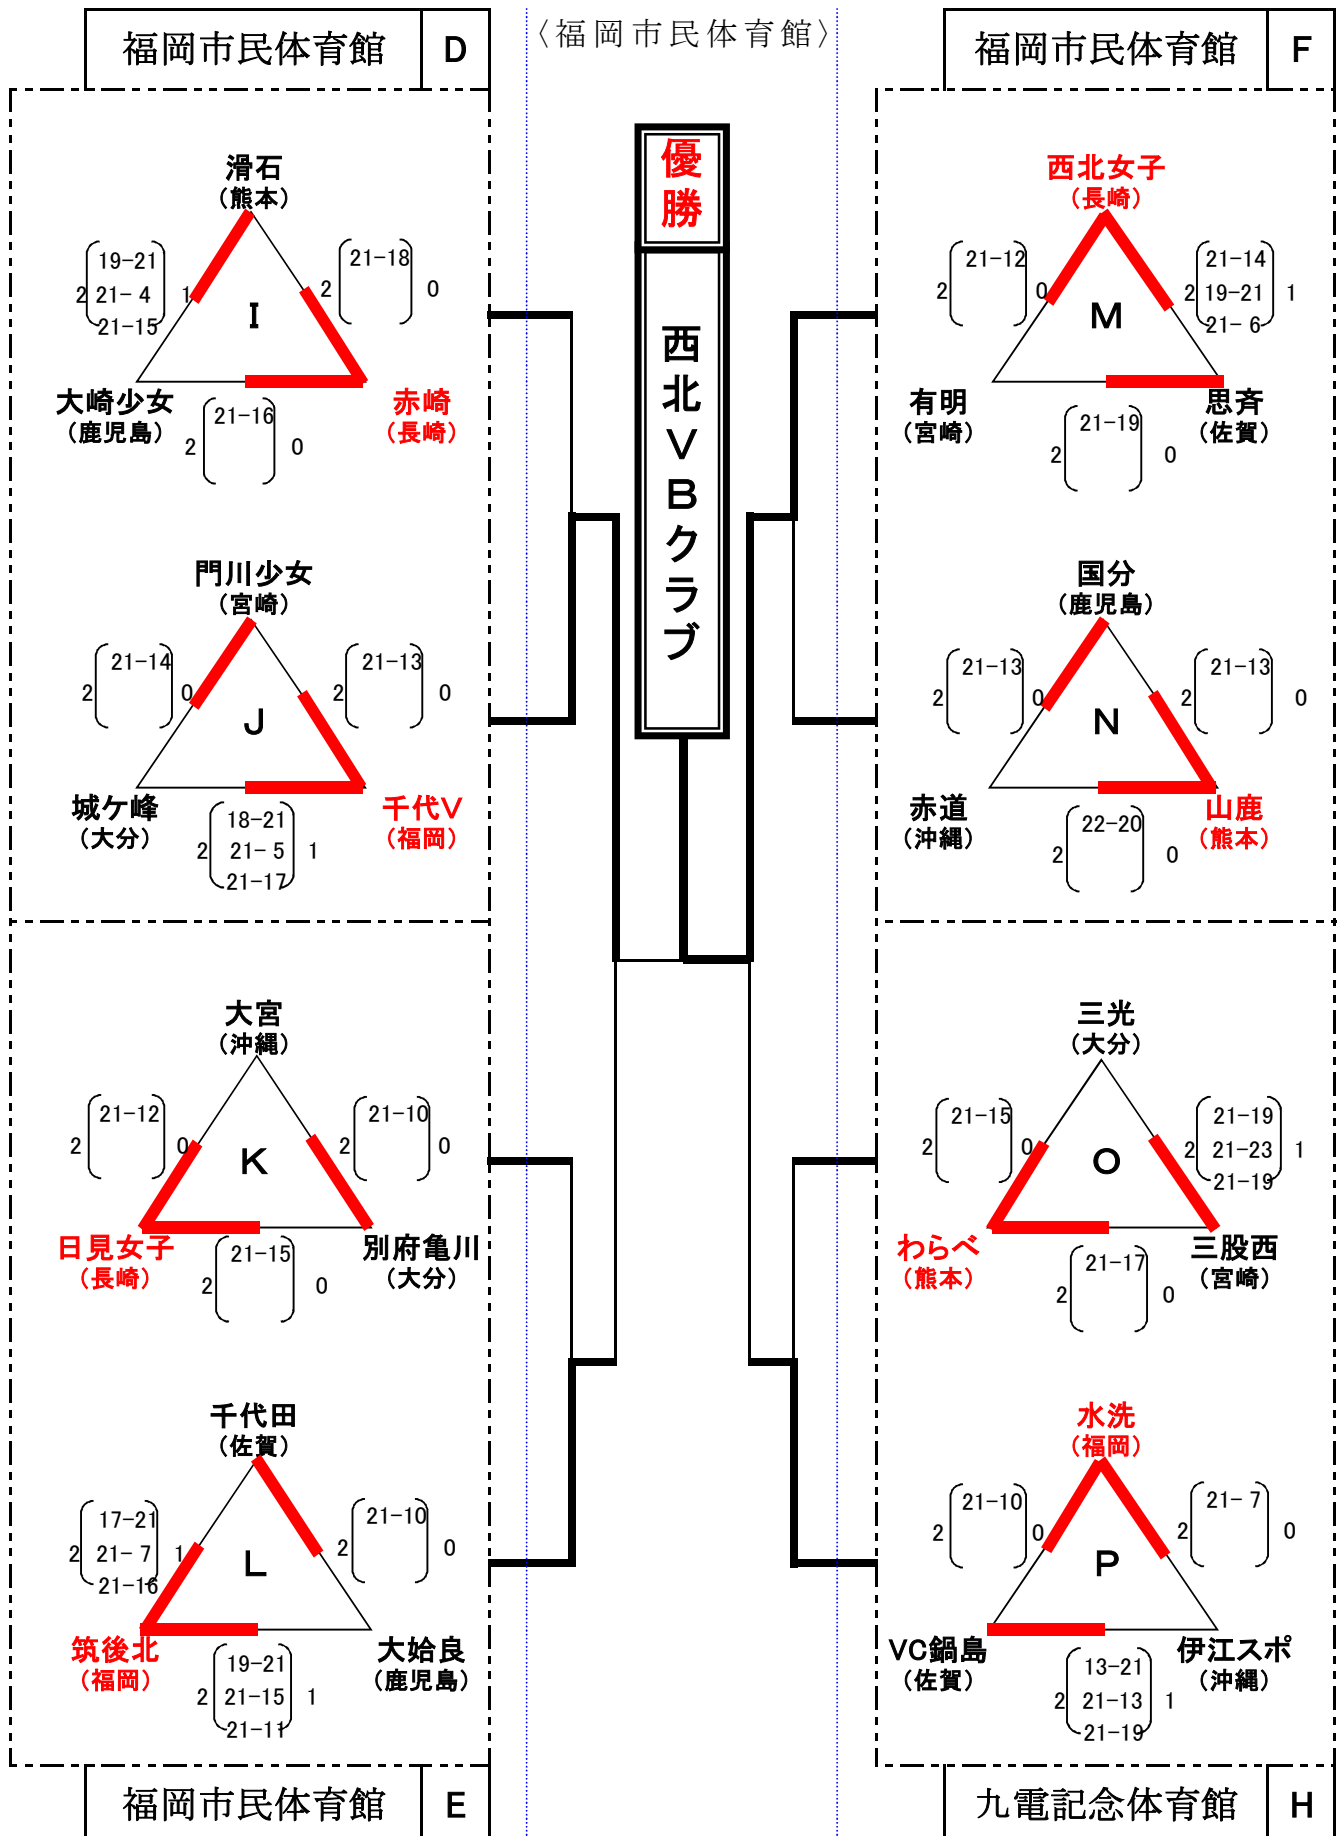 福岡市民体育館 D
〈福岡市民体育館〉
福岡市民体育館 F
優勝
西北VBクラブ
滑石
(熊本)
19-21
2 21- 4 1
21-15
21-18
2 0
I
大崎少女
(鹿児島)
赤崎
(長崎)
21-16
2 0
門川少女
(宮崎)
21-14
2 0
21-13
2 0
J
城ケ峰
(大分)
千代V
(福岡)
18-21
2 21- 5 1
21-17
大宮
(沖縄)
21-12
2 0
21-10
2 0
K
日見女子
(長崎)
別府亀川
(大分)
21-15
2 0
千代田
(佐賀)
17-21
2 21- 7 1
21-16
21-10
2 0
L
筑後北
(福岡)
大姶良
(鹿児島)
19-21
2 21-15 1
21-11
福岡市民体育館 E
西北女子
(長崎)
21-12
2 0
21-14
2 19-21 1
21- 6
M
有明
(宮崎)
思斉
(佐賀)
21-19
2 0
国分
(鹿児島)
21-13
2 0
21-13
2 0
N
赤道
(沖縄)
山鹿
(熊本)
22-20
2 0
三光
(大分)
21-15
2 0
21-19
2 21-23 1
21-19
O
わらべ
(熊本)
三股西
(宮崎)
21-17
2 0
水洗
(福岡)
21-10
2 0
21- 7
2 0
P
VC鍋島
(佐賀)
伊江スポ
(沖縄)
13-21
2 21-13 1
21-19
九電記念体育館 H